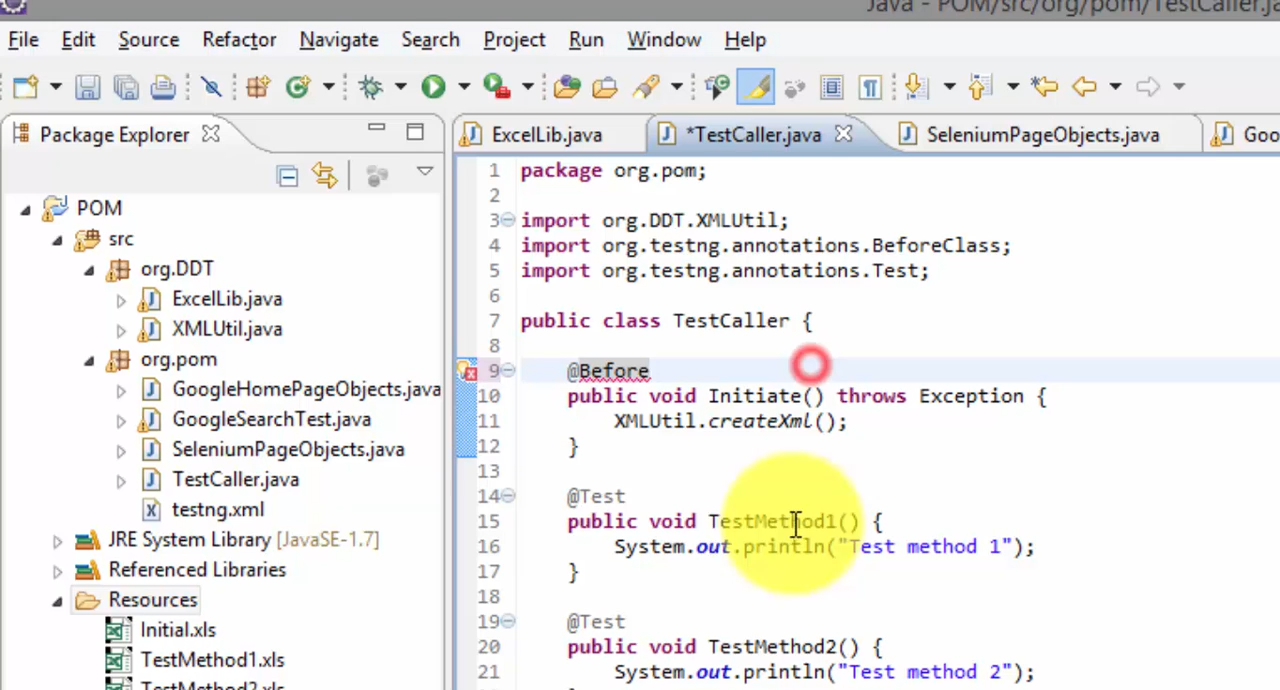 Java - POM/src/org/pom/TestCaller.ja
File Edit Source Refactor Navigate Search Project Run Window Help
Package Explorer
ExcelLib.java *TestCaller.java SeleniumPageObjects.java Goo
POM
src
org.DDT
ExcelLib.java
XMLUtil.java
org.pom
GoogleHomePageObjects.java
GoogleSearchTest.java
SeleniumPageObjects.java
TestCaller.java
testng.xml
JRE System Library [JavaSE-1.7]
Referenced Libraries
Resources
Initial.xls
TestMethod1.xls
TestMethod2.xls
1 package org.pom;
2
3 import org.DDT.XMLUtil;
4 import org.testng.annotations.BeforeClass;
5 import org.testng.annotations.Test;
6
7 public class TestCaller {
8
9 @Before
10 public void Initiate() throws Exception {
11 XMLUtil.createXml();
12 }
13
14 @Test
15 public void TestMethod1() {
16 System.out.println("Test method 1");
17 }
18
19 @Test
20 public void TestMethod2() {
21 System.out.println("Test method 2");